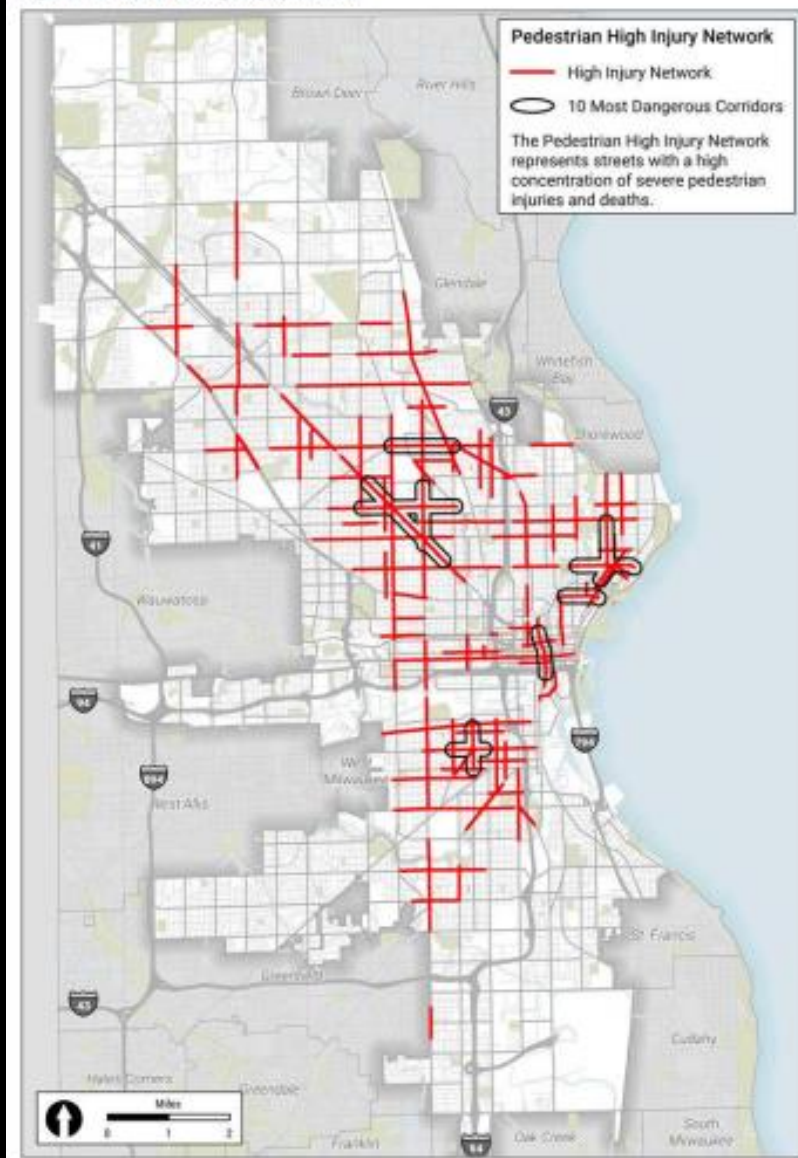 Pedestrian High Injury Network
High Injury Network
10 Most Dangerous Corridors
The Pedestrian High Injury Network
represents streets with a high
concentration of severe pedestrian
injuries and deaths.
Brown Deer
River Hills
Glendale
Whitefish
Bay
43
Shorewood
41
Wauwatosa
94
794
West
Milwaukee
894
West Allis
St. Francis
Greenfield
43
Cudahy
Hales Corners
Greendale
Miles
0 1 2
Franklin
94
Oak Creek
South
Milwaukee